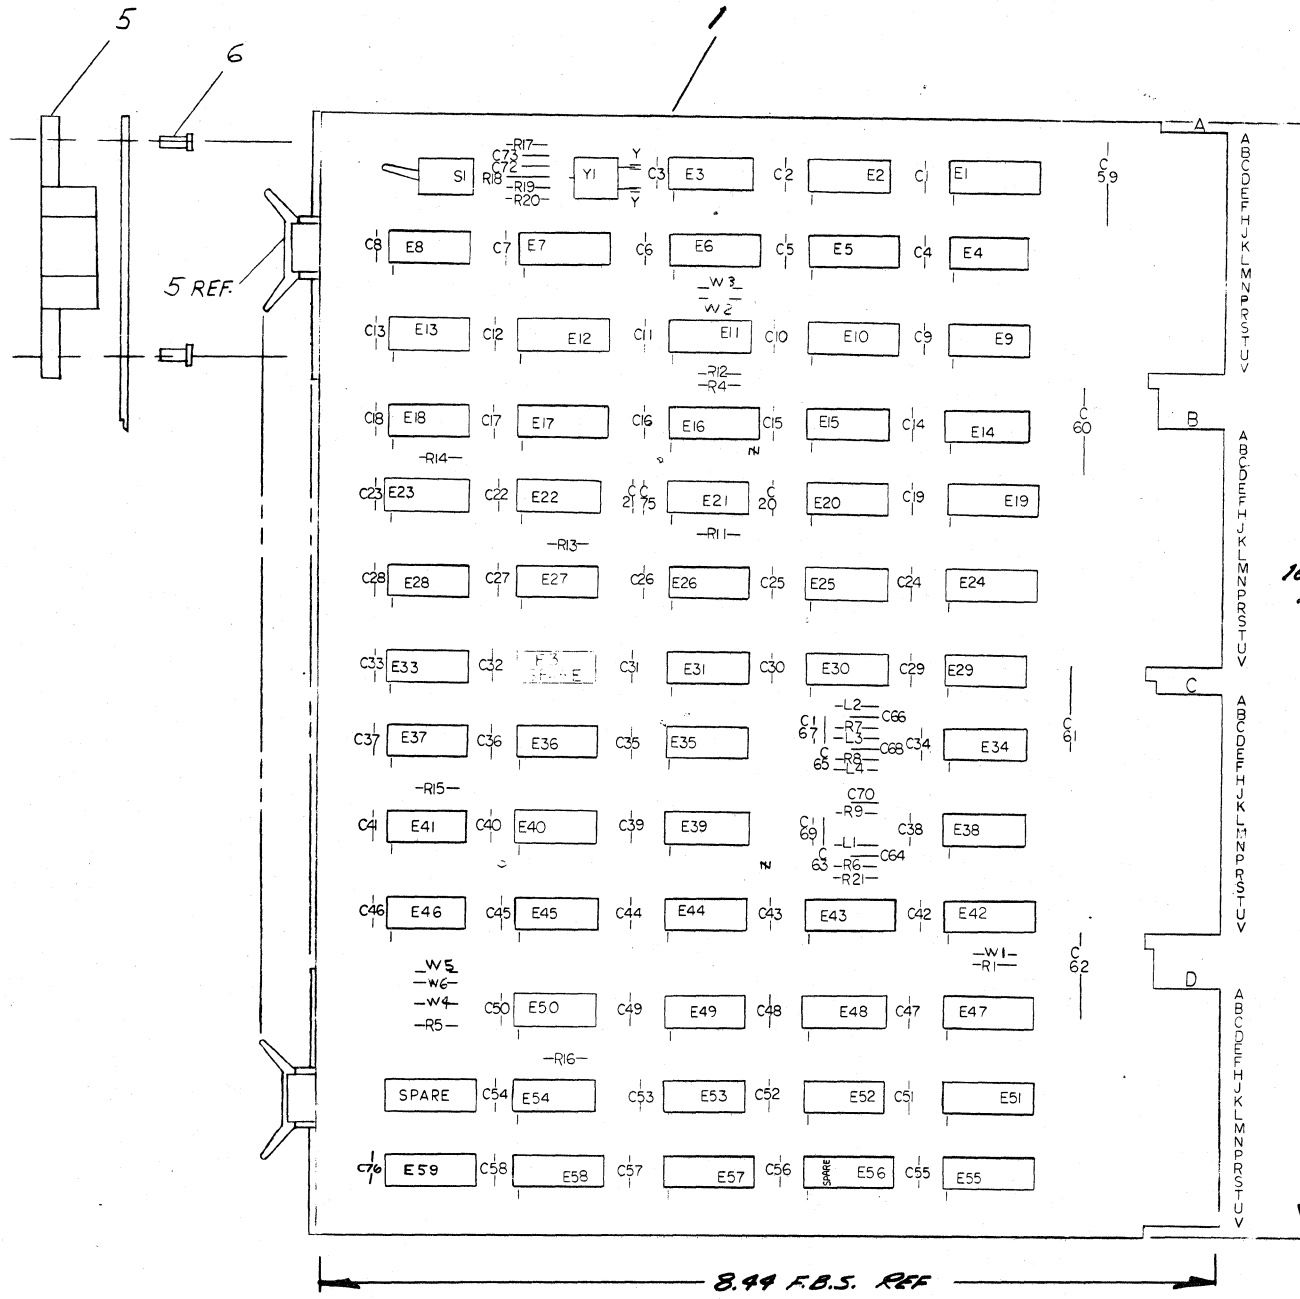 5
1
6
A
R17
C73
C72
R18
R19
R20
S1
Y1
Y
Y
C3
E3
C2
E2
C1
E1
C
59
C8
E8
C7
E7
C6
E6
C5
E5
C4
E4
5 REF.
W3
W2
C13
E13
C12
E12
C11
E11
C10
E10
C9
E9
R12
R4
C18
E18
C17
E17
C16
E16
C15
E15
C14
E14
C
60
B
R14
C23
E23
C22
E22
C
21
C
75
E21
C
20
E20
C19
E19
R13
R11
C28
E28
C27
E27
C26
E26
C25
E25
C24
E24
C33
E33
C32
C31
E31
C30
E30
C29
E29
C
L2
C66
C
67
R7
L3
C68
C
65
R8
L4
C37
E37
C36
E36
C35
E35
C34
E34
C
61
R15
C70
R9
C41
E41
C40
E40
C39
E39
C
69
C38
E38
L1
C64
C
63
R6
R21
C46
E46
C45
E45
C44
E44
C43
E43
C42
E42
W5
W6
W4
R5
W1
R1
C
62
D
C50
E50
C49
E49
C48
E48
C47
E47
R16
SPARE
C54
E54
C53
E53
C52
E52
C51
E51
C76
E59
C58
E58
C57
E57
C56
SPARE
E56
C55
E55
A
B
C
D
E
F
H
J
K
L
M
N
P
R
S
T
U
V
A
B
C
D
E
F
H
J
K
L
M
N
P
R
S
T
U
V
A
B
C
D
E
F
H
J
K
L
M
N
P
R
S
T
U
V
A
B
C
D
E
F
H
J
K
L
M
N
P
R
S
T
U
V
8.44 F.B.S. REF